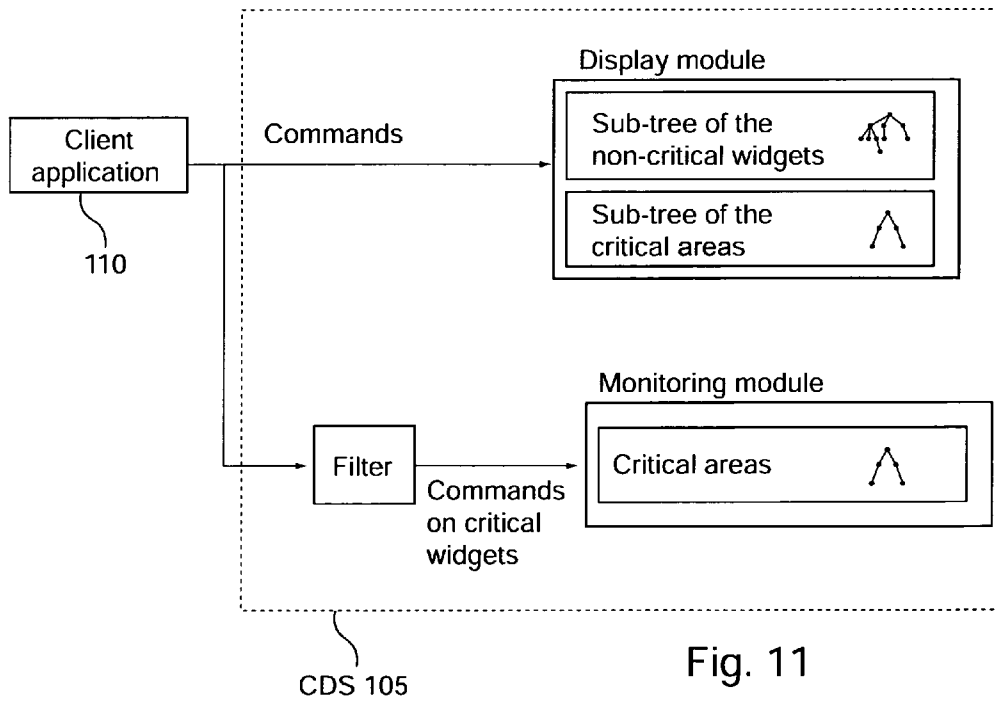 Display module
Client
application
Commands
Sub-tree of the
non-critical widgets
Sub-tree of the
critical areas
110
Monitoring module
Filter
Critical areas
Commands
on critical
widgets
Fig. 11
CDS 105